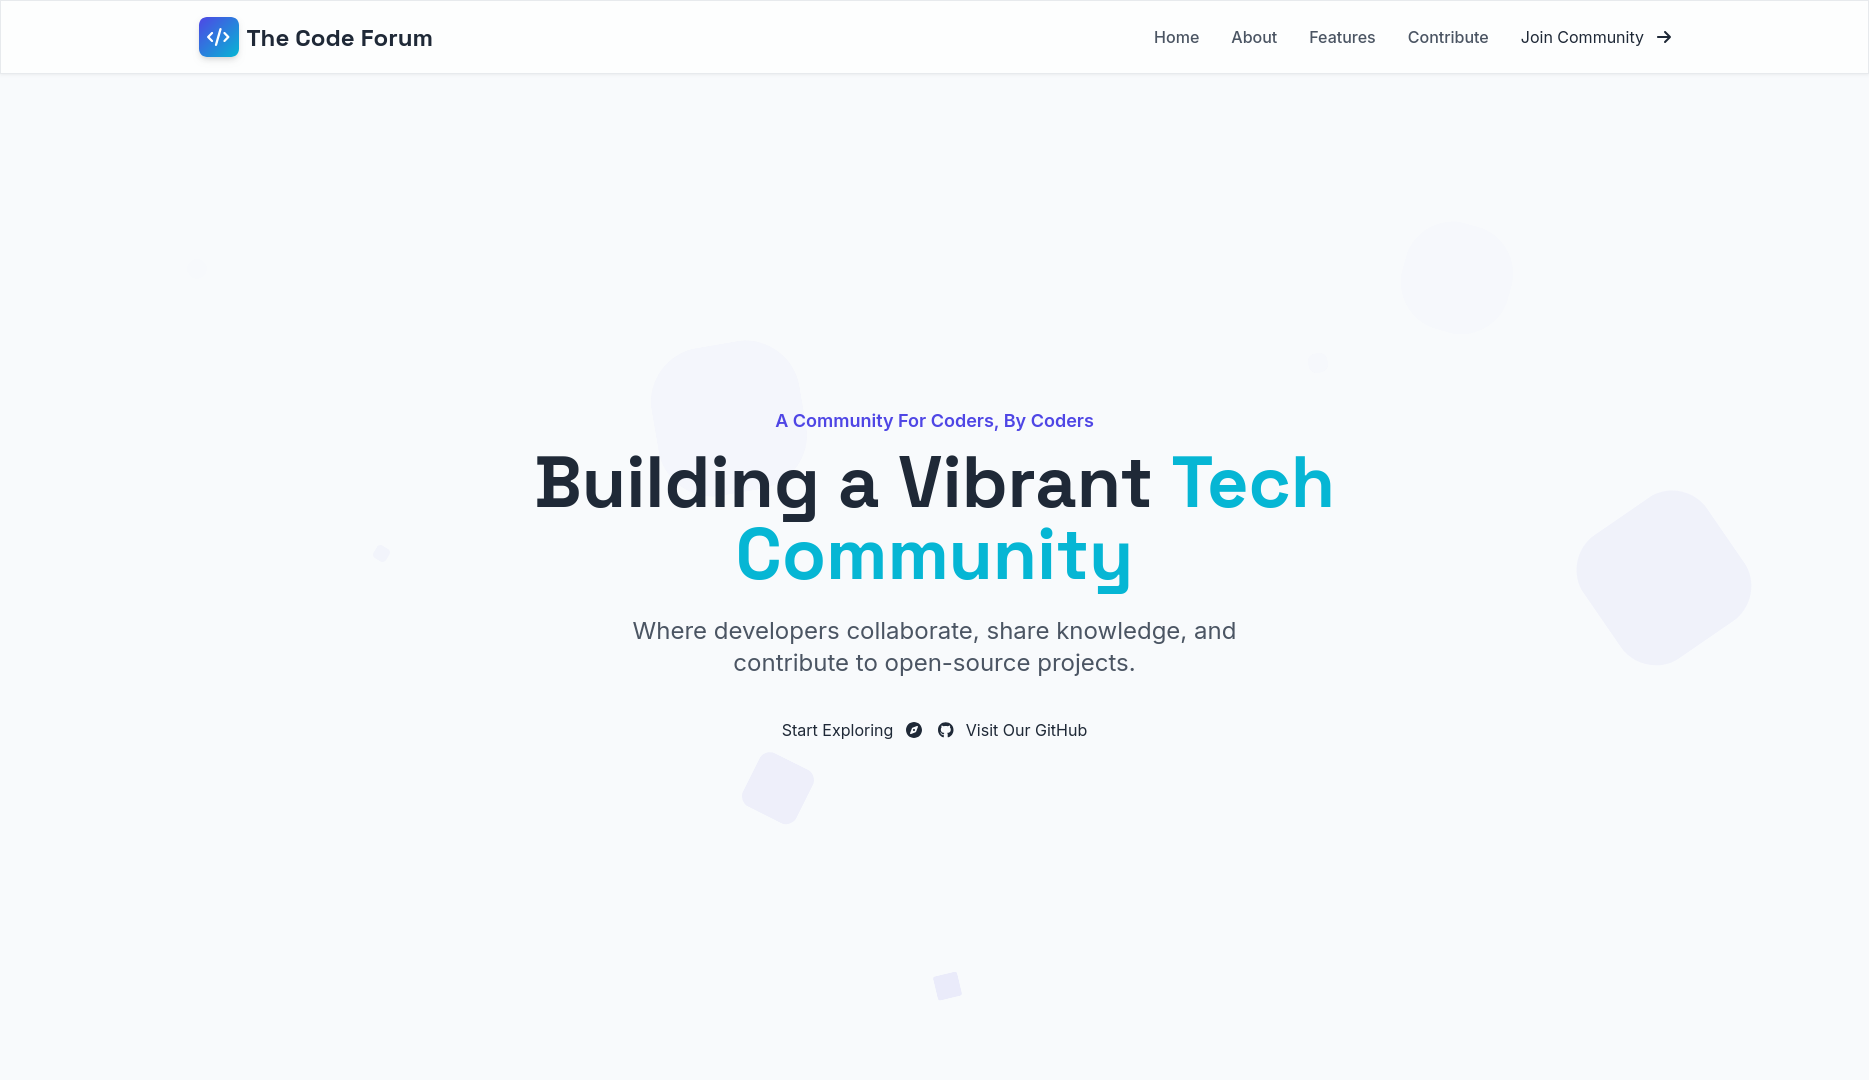 The Code Forum
Home
About
Features
Contribute
Join Community
A Community For Coders, By Coders
Building a Vibrant Tech
Community
Where developers collaborate, share knowledge, and
contribute to open-source projects.
Start Exploring
Visit Our GitHub